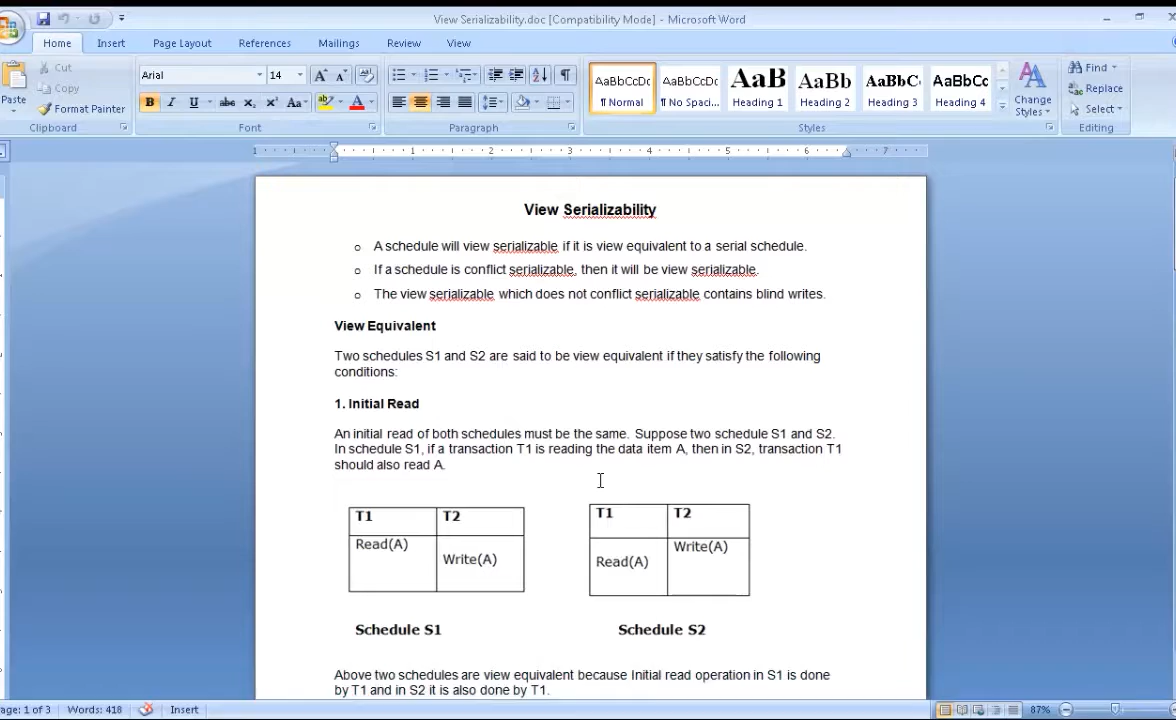 View Serializability.doc [Compatibility Mode] - Microsoft Word
Home Insert Page Layout References Mailings Review View
Cut
Copy
Paste
Format Painter
Clipboard
Arial 14
Font
Paragraph
AaBbCcDc AaBbCcDc AaB AaBb AaBbC AaBbCc
¶ Normal ¶ No Spaci... Heading 1 Heading 2 Heading 3 Heading 4
Change Styles
Styles
Find
Replace
Select
Editing
1 1 2 3 4 5 6 7
View Serializability
o A schedule will view serializable if it is view equivalent to a serial schedule.
o If a schedule is conflict serializable, then it will be view serializable.
o The view serializable which does not conflict serializable contains blind writes.
View Equivalent
Two schedules S1 and S2 are said to be view equivalent if they satisfy the following
conditions:
1. Initial Read
An initial read of both schedules must be the same. Suppose two schedule S1 and S2.
In schedule S1, if a transaction T1 is reading the data item A, then in S2, transaction T1
should also read A.
T1 T2
Read(A)
Write(A)
Schedule S1
T1 T2
Write(A)
Read(A)
Schedule S2
Above two schedules are view equivalent because Initial read operation in S1 is done
by T1 and in S2 it is also done by T1.
age: 1 of 3 Words: 418 Insert 87%